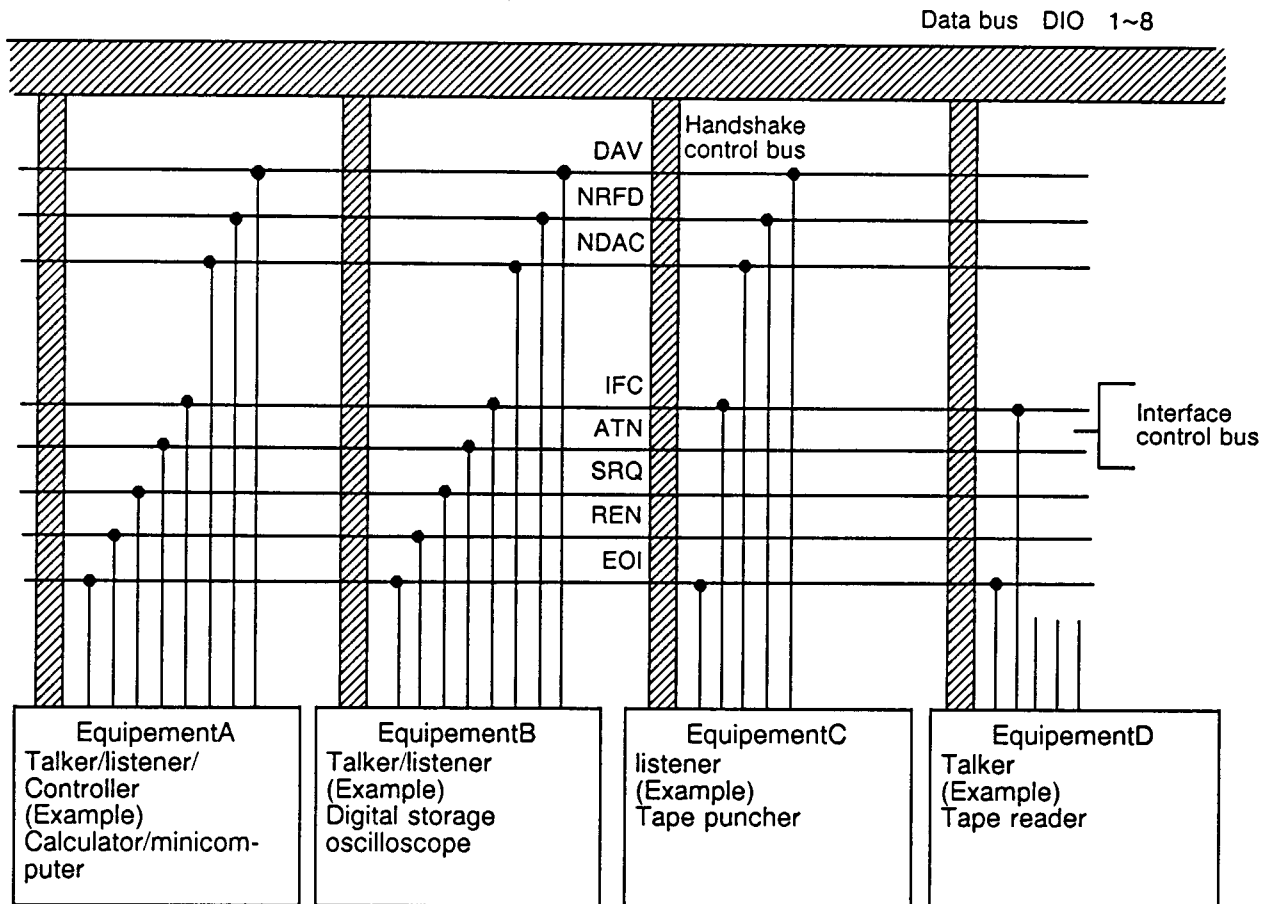 Data bus DIO 1~8
Handshake
control bus
DAV
NRFD
NDAC
IFC
ATN
SRQ
REN
EOI
Interface
control bus
EquipementA
Talker/listener/
Controller
(Example)
Calculator/minicom-
puter
EquipementB
Talker/listener
(Example)
Digital storage
oscilloscope
EquipementC
listener
(Example)
Tape puncher
EquipementD
Talker
(Example)
Tape reader